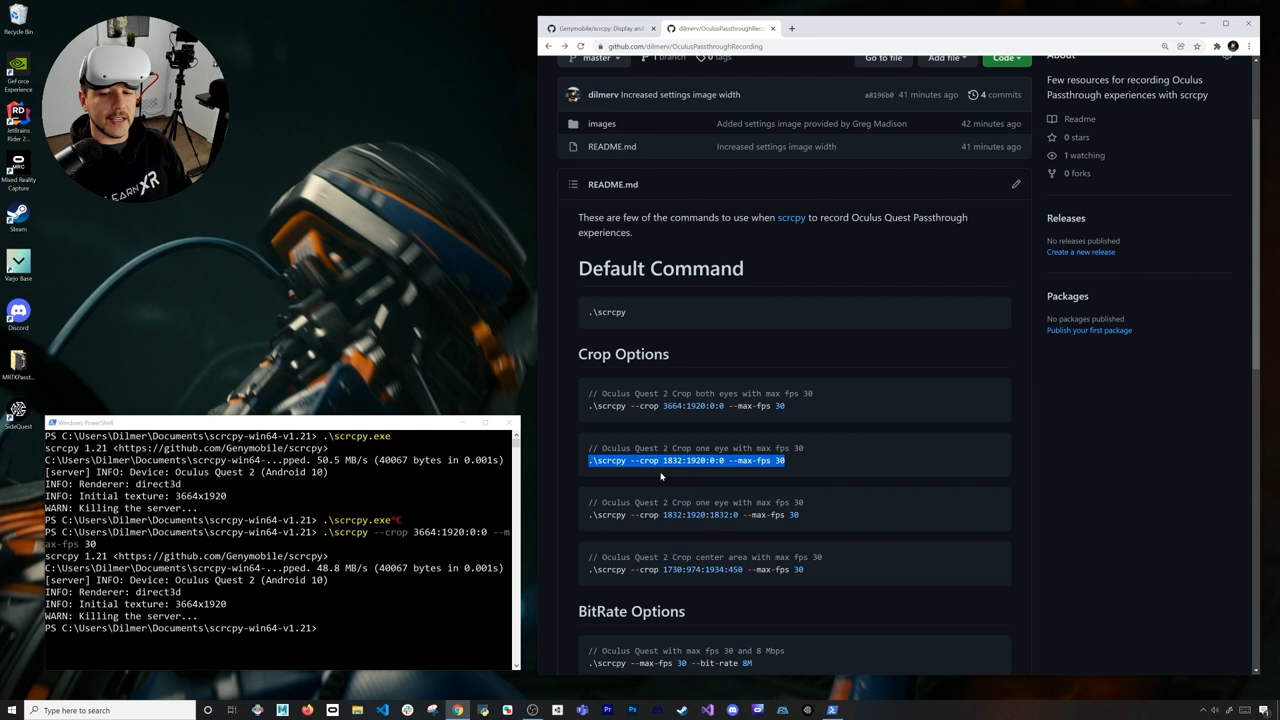 Recycle Bin
GeForce
Experience
JetBrains
Rider 2...
MRC
Mixed Reality
Capture
Steam
Varjo Base
Discord
MRTKPasst...
SideQuest
LEARNXR
Genymobile/scrcpy: Display and
dilmerv/OculusPassthroughReco
github.com/dilmerv/OculusPassthroughRecording
master
1 branch
0 tags
Go to file
Add file
Code
dilmerv Increased settings image width
a8196b0 41 minutes ago
4 commits
images
Added settings image provided by Greg Madison
42 minutes ago
README.md
Increased settings image width
41 minutes ago
README.md
These are few of the commands to use when scrcpy to record Oculus Quest Passthrough
experiences.
Default Command
.\scrcpy
Crop Options
// Oculus Quest 2 Crop both eyes with max fps 30
.\scrcpy --crop 3664:1920:0:0 --max-fps 30
// Oculus Quest 2 Crop one eye with max fps 30
.\scrcpy --crop 1832:1920:0:0 --max-fps 30
// Oculus Quest 2 Crop one eye with max fps 30
.\scrcpy --crop 1832:1920:1832:0 --max-fps 30
// Oculus Quest 2 Crop center area with max fps 30
.\scrcpy --crop 1730:974:1934:450 --max-fps 30
BitRate Options
// Oculus Quest with max fps 30 and 8 Mbps
.\scrcpy --max-fps 30 --bit-rate 8M
About
Few resources for recording Oculus
Passthrough experiences with scrcpy
Readme
0 stars
1 watching
0 forks
Releases
No releases published
Create a new release
Packages
No packages published
Publish your first package
Windows PowerShell
PS C:\Users\Dilmer\Documents\scrcpy-win64-v1.21> .\scrcpy.exe
scrcpy 1.21 <https://github.com/Genymobile/scrcpy>
C:\Users\Dilmer\Documents\scrcpy-win64-v...pped. 50.5 MB/s (40067 bytes in 0.001s)
[server] INFO: Device: Oculus Quest 2 (Android 10)
INFO: Renderer: direct3d
INFO: Initial texture: 3664x1920
WARN: Killing the server...
PS C:\Users\Dilmer\Documents\scrcpy-win64-v1.21> .\scrcpy.exe^C
PS C:\Users\Dilmer\Documents\scrcpy-win64-v1.21> .\scrcpy --crop 3664:1920:0:0 --m
ax-fps 30
scrcpy 1.21 <https://github.com/Genymobile/scrcpy>
C:\Users\Dilmer\Documents\scrcpy-win64-v...pped. 48.8 MB/s (40067 bytes in 0.001s)
[server] INFO: Device: Oculus Quest 2 (Android 10)
INFO: Renderer: direct3d
INFO: Initial texture: 3664x1920
WARN: Killing the server...
PS C:\Users\Dilmer\Documents\scrcpy-win64-v1.21>
Type here to search